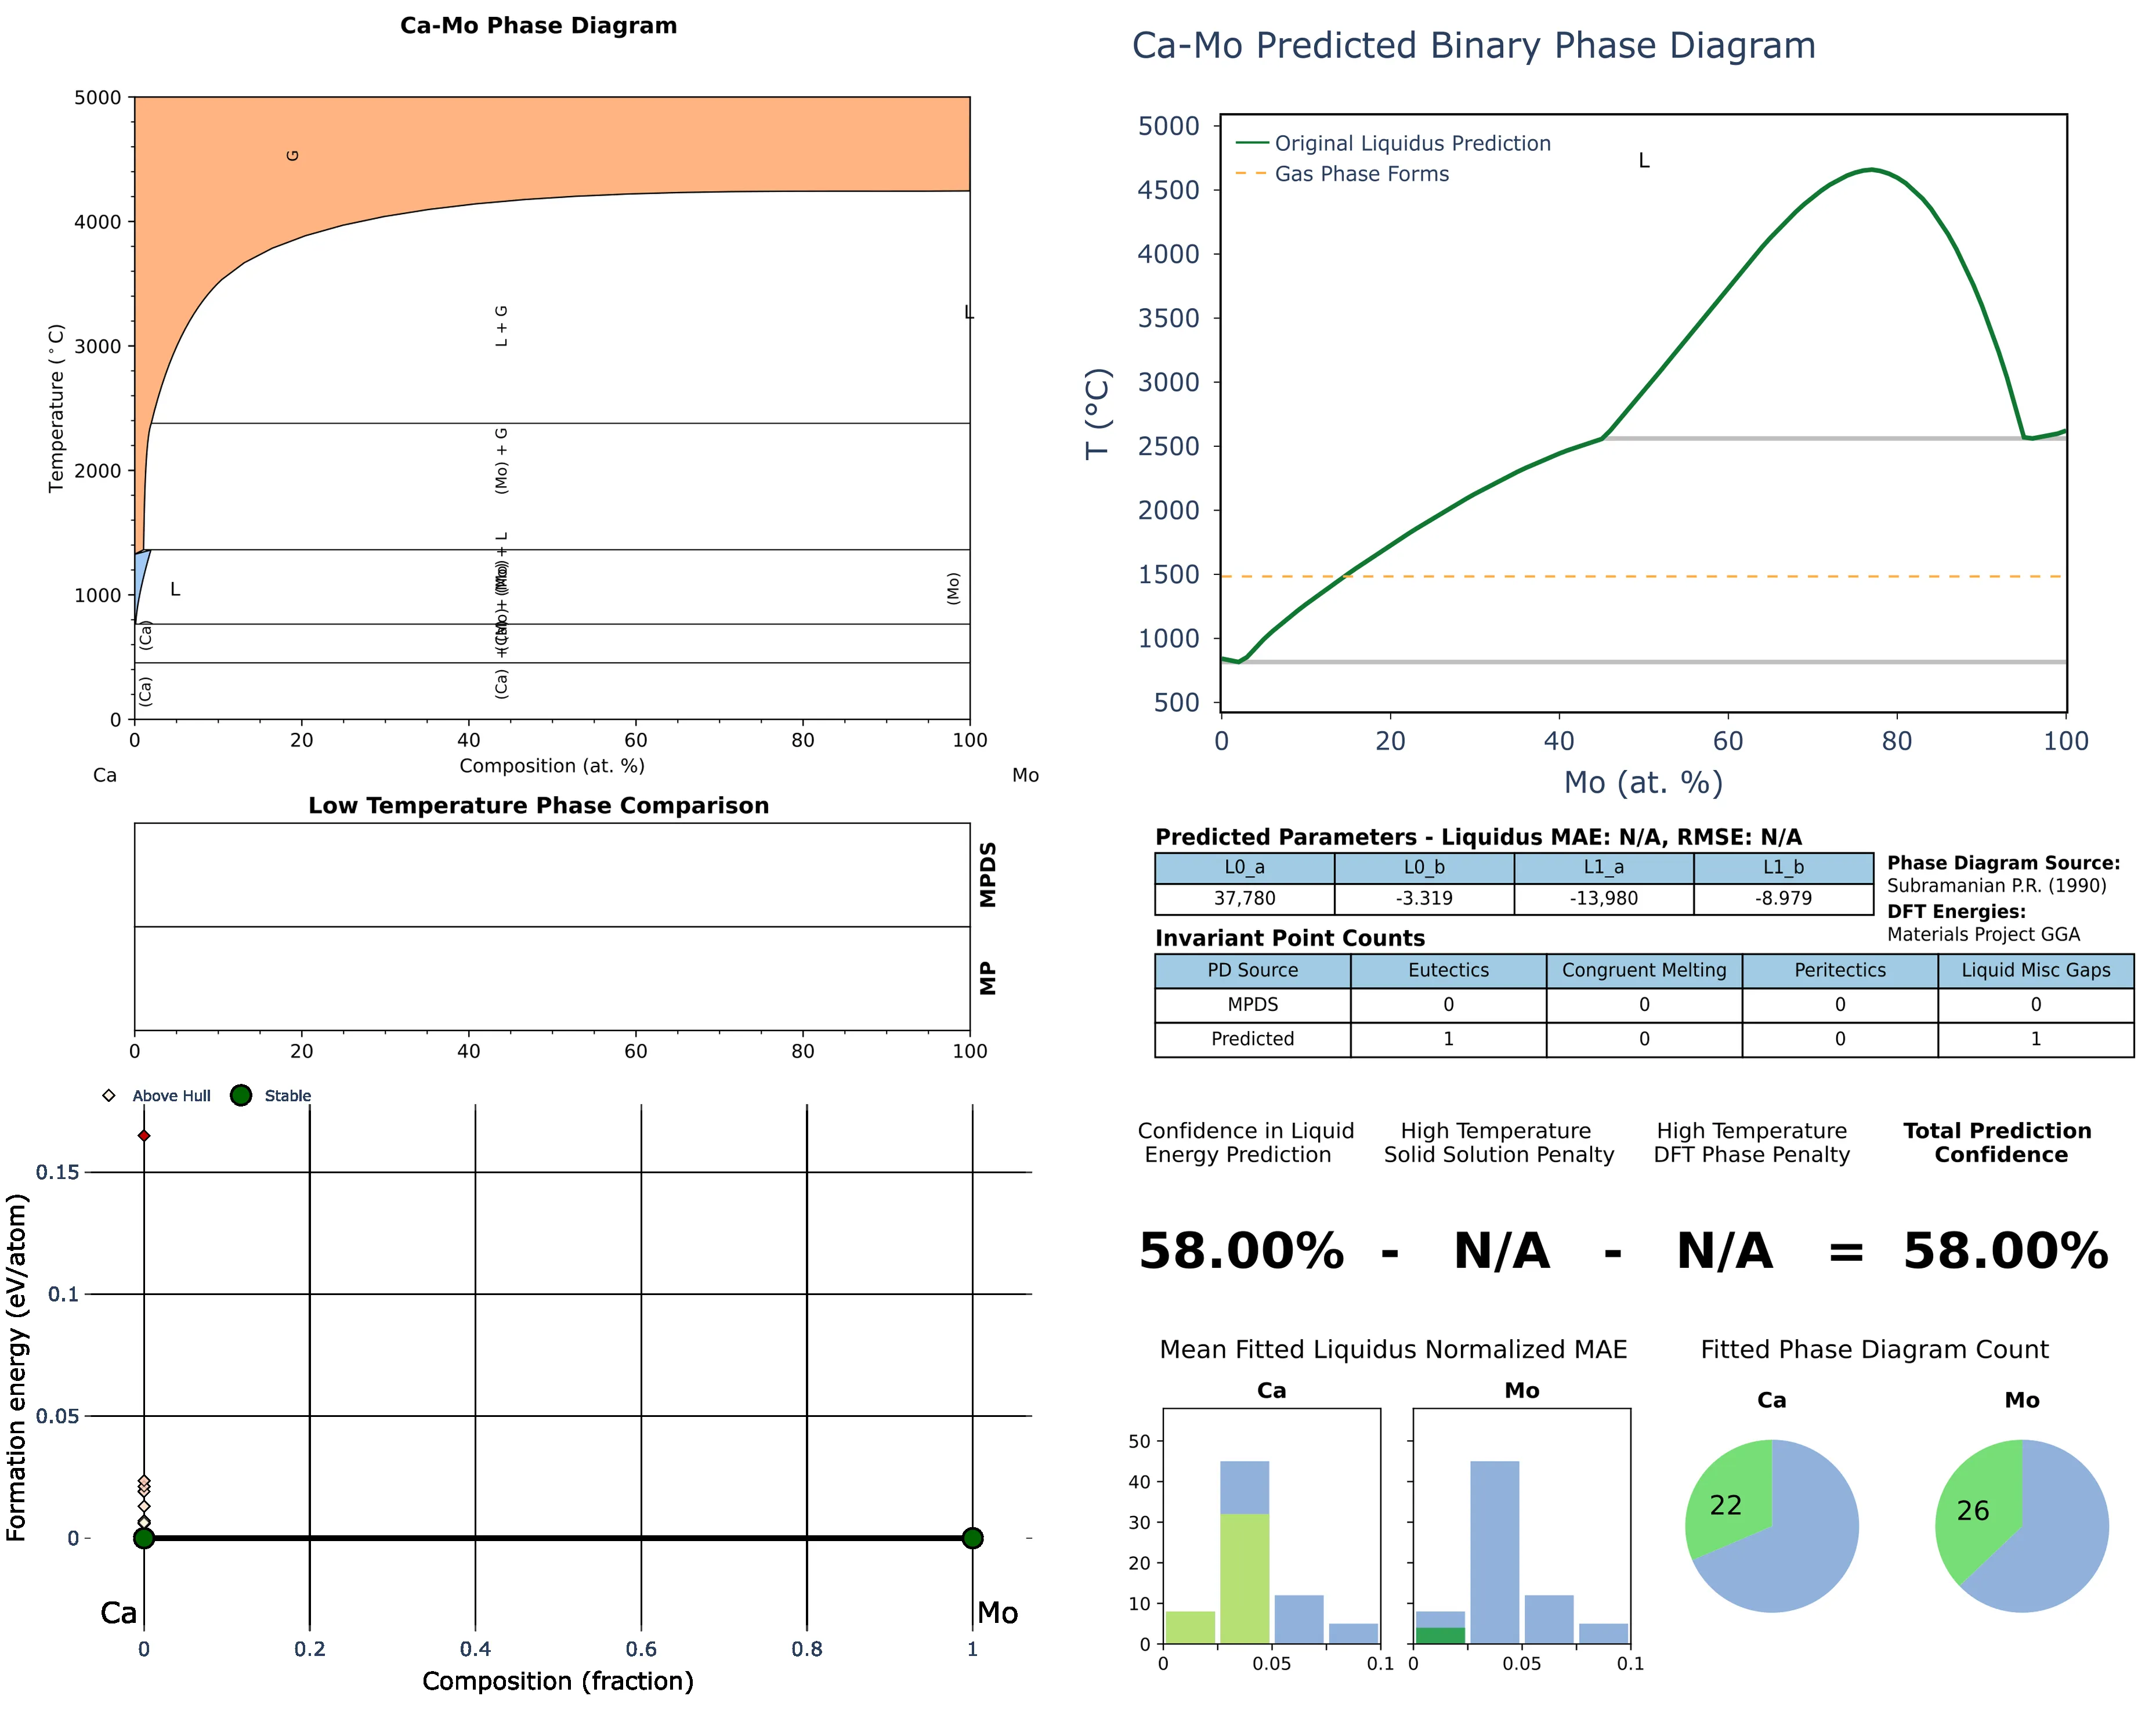 Ca-Mo Phase Diagram
5000
4000
3000
2000
1000
0
Temperature (°C)
G
L + G
L
(Mo) + G
(Mo) + L
L
(Mo)
(Ca)
(Ca)
(Ca) +
0 20 40 60 80 100
Composition (at. %)
Ca Mo
Low Temperature Phase Comparison
MPDS
MP
0 20 40 60 80 100
Above Hull Stable
0.15
0.1
0.05
0
Formation energy (eV/atom)
Ca Mo
0 0.2 0.4 0.6 0.8 1
Composition (fraction)
Ca-Mo Predicted Binary Phase Diagram
5000
4500
4000
3500
3000
2500
2000
1500
1000
500
T (°C)
Original Liquidus Prediction
Gas Phase Forms
L
0 20 40 60 80 100
Mo (at. %)
Predicted Parameters - Liquidus MAE: N/A, RMSE: N/A
L0_a L0_b L1_a L1_b
37,780 -3.319 -13,980 -8.979
Phase Diagram Source:
Subramanian P.R. (1990)
DFT Energies:
Materials Project GGA
Invariant Point Counts
PD Source Eutectics Congruent Melting Peritectics Liquid Misc Gaps
MPDS 0 0 0 0
Predicted 1 0 0 1
Confidence in Liquid
Energy Prediction
High Temperature
Solid Solution Penalty
High Temperature
DFT Phase Penalty
Total Prediction
Confidence
58.00% - N/A - N/A = 58.00%
Mean Fitted Liquidus Normalized MAE
Ca Mo
50
40
30
20
10
0
0 0.05 0.1
0 0.05 0.1
Fitted Phase Diagram Count
Ca Mo
22 26